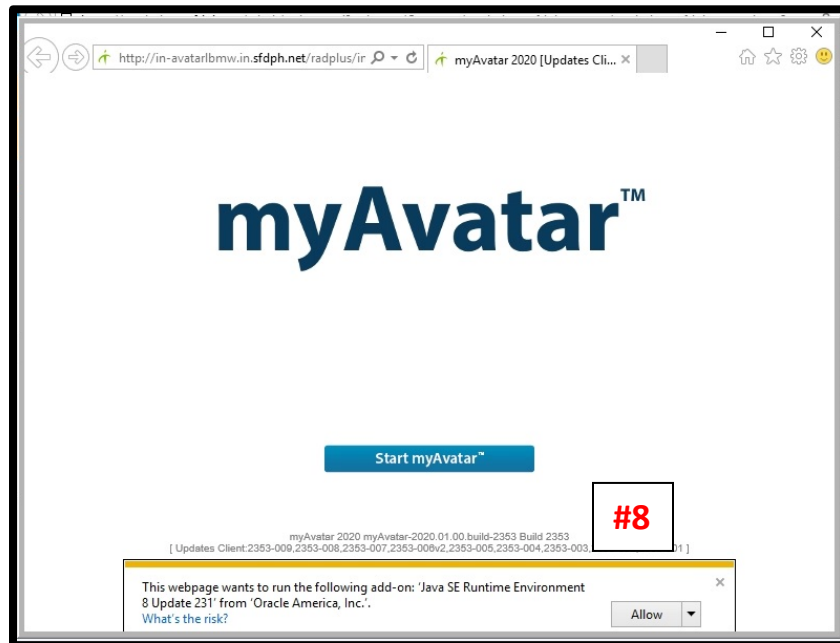 http://in-avatarlbmw.in.sfdph.net/radplus/ir
myAvatar 2020 [Updates Cli...
myAvatar™
Start myAvatar™
#8
myAvatar 2020 myAvatar-2020.01.00.build-2353 Build 2353
[ Updates Client:2353-009,2353-008,2353-007,2353-006v2,2353-005,2353-004,2353-003, 01 ]
This webpage wants to run the following add-on: 'Java SE Runtime Environment
8 Update 231' from 'Oracle America, Inc.'.
What's the risk?
Allow